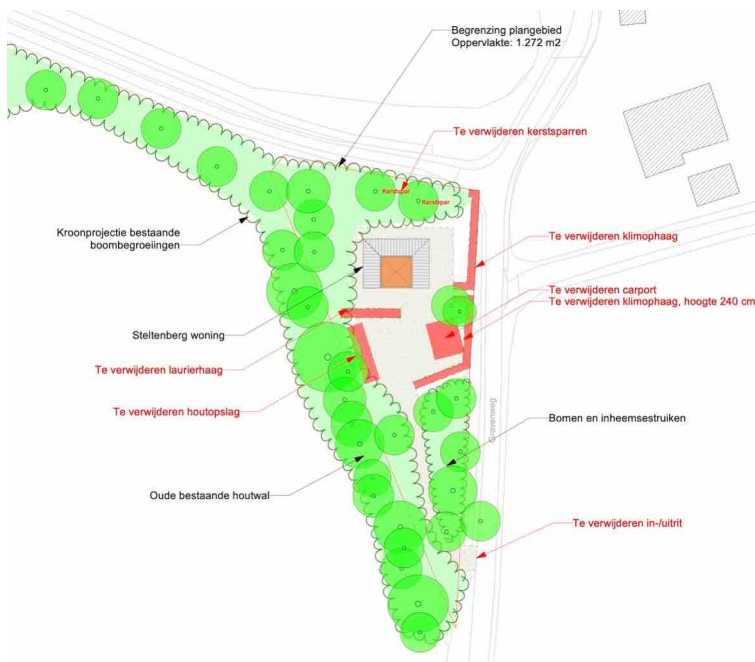 Begrenzing plangebied
Oppervlakte: 1.272 m2
Te verwijderen kerstsparren
Kerstspar
Kerstspar
Kroonprojectie bestaande
boombegroeiingen
Te verwijderen klimophaag
Te verwijderen carport
Te verwijderen klimophaag, hoogte 240 cm
Steltenberg woning
Te verwijderen laurierhaag
Te verwijderen houtopslag
Bomen en inheemsestruiken
Oude bestaande houtwal
Te verwijderen in-/uitrit